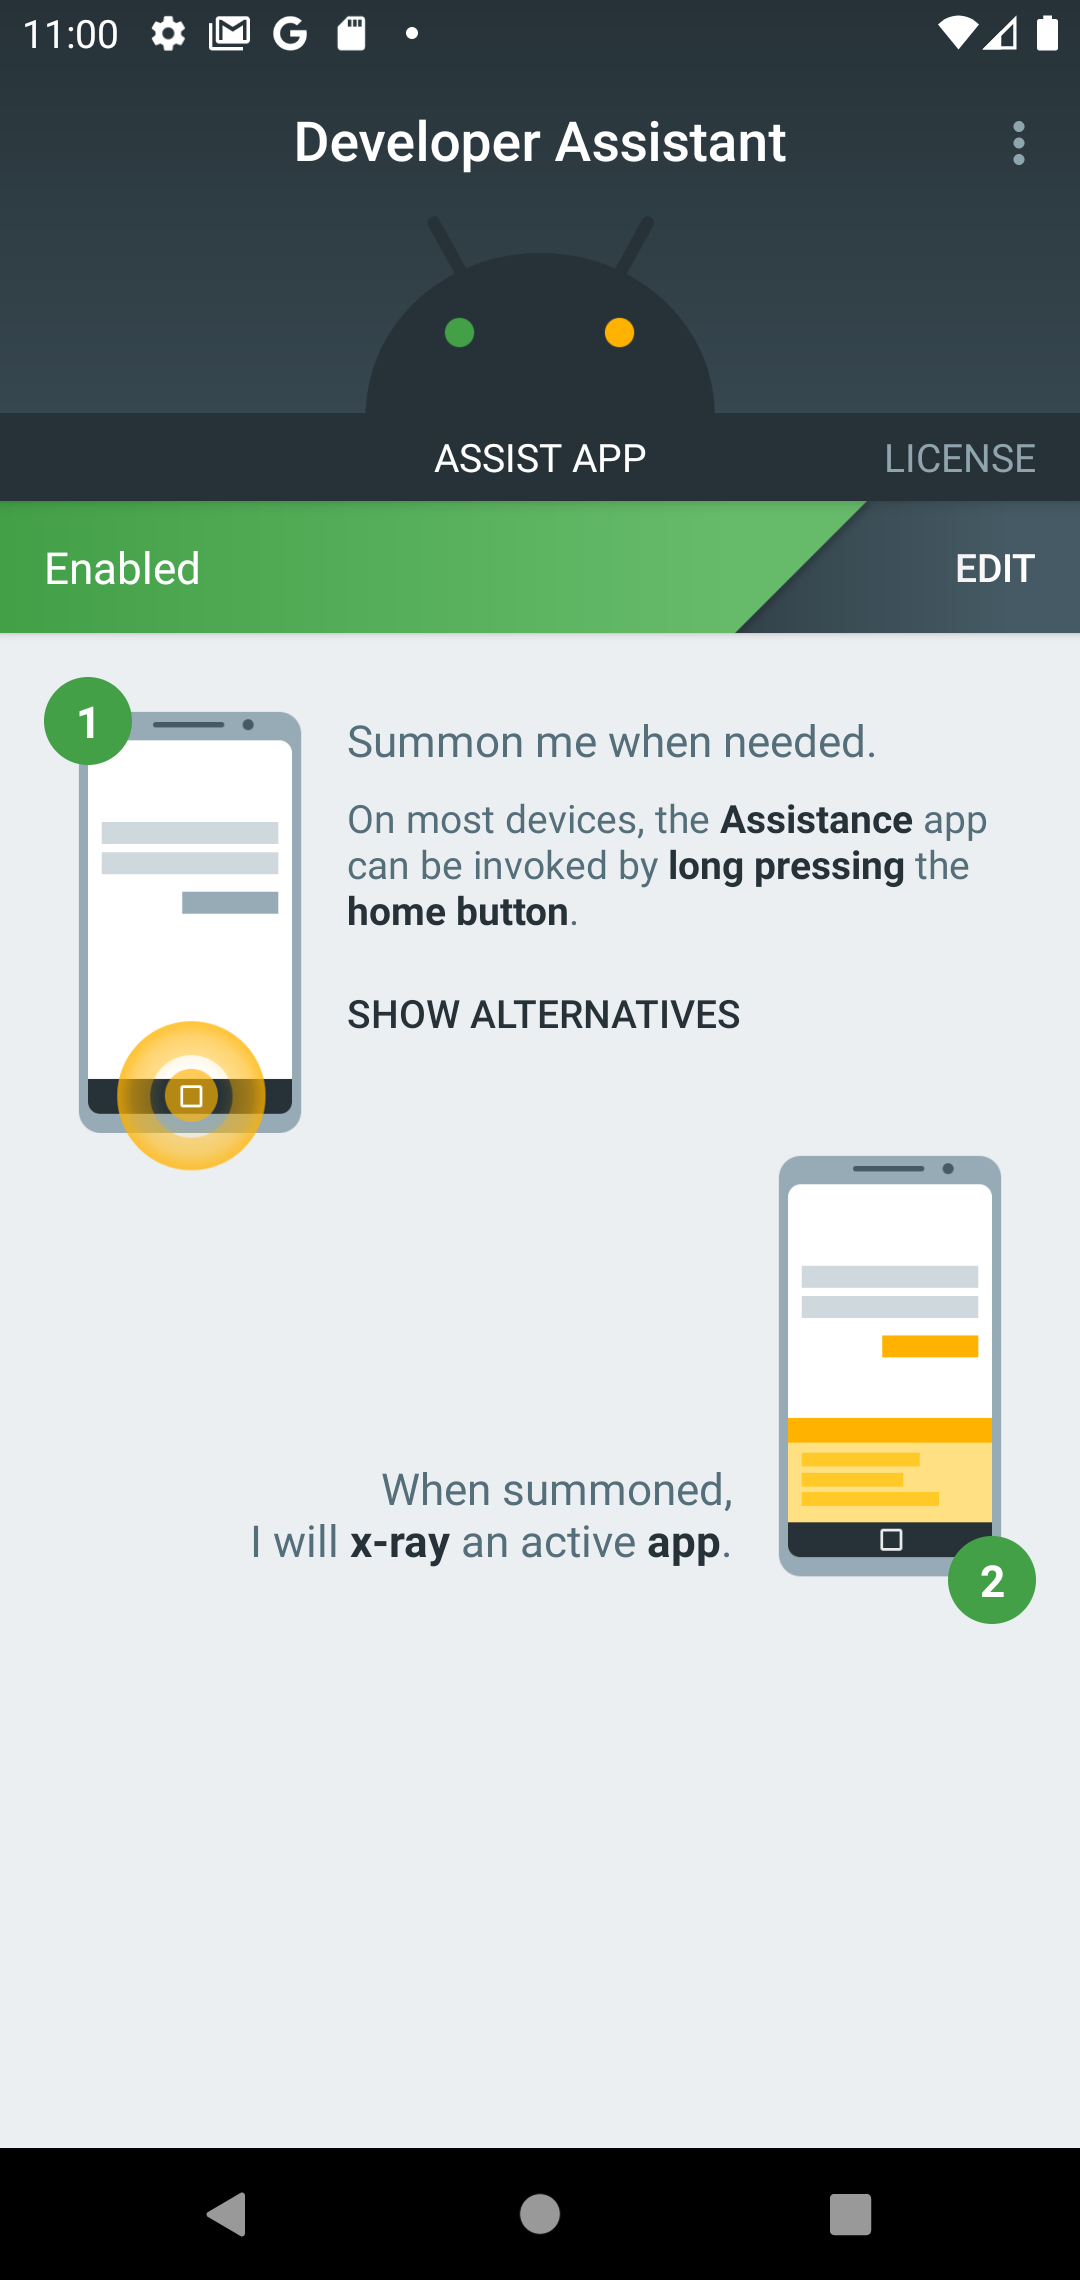 11:00
Developer Assistant
ASSIST APP
LICENSE
Enabled
EDIT
1
Summon me when needed.
On most devices, the Assistance app
can be invoked by long pressing the
home button.
SHOW ALTERNATIVES
When summoned,
I will x-ray an active app.
2